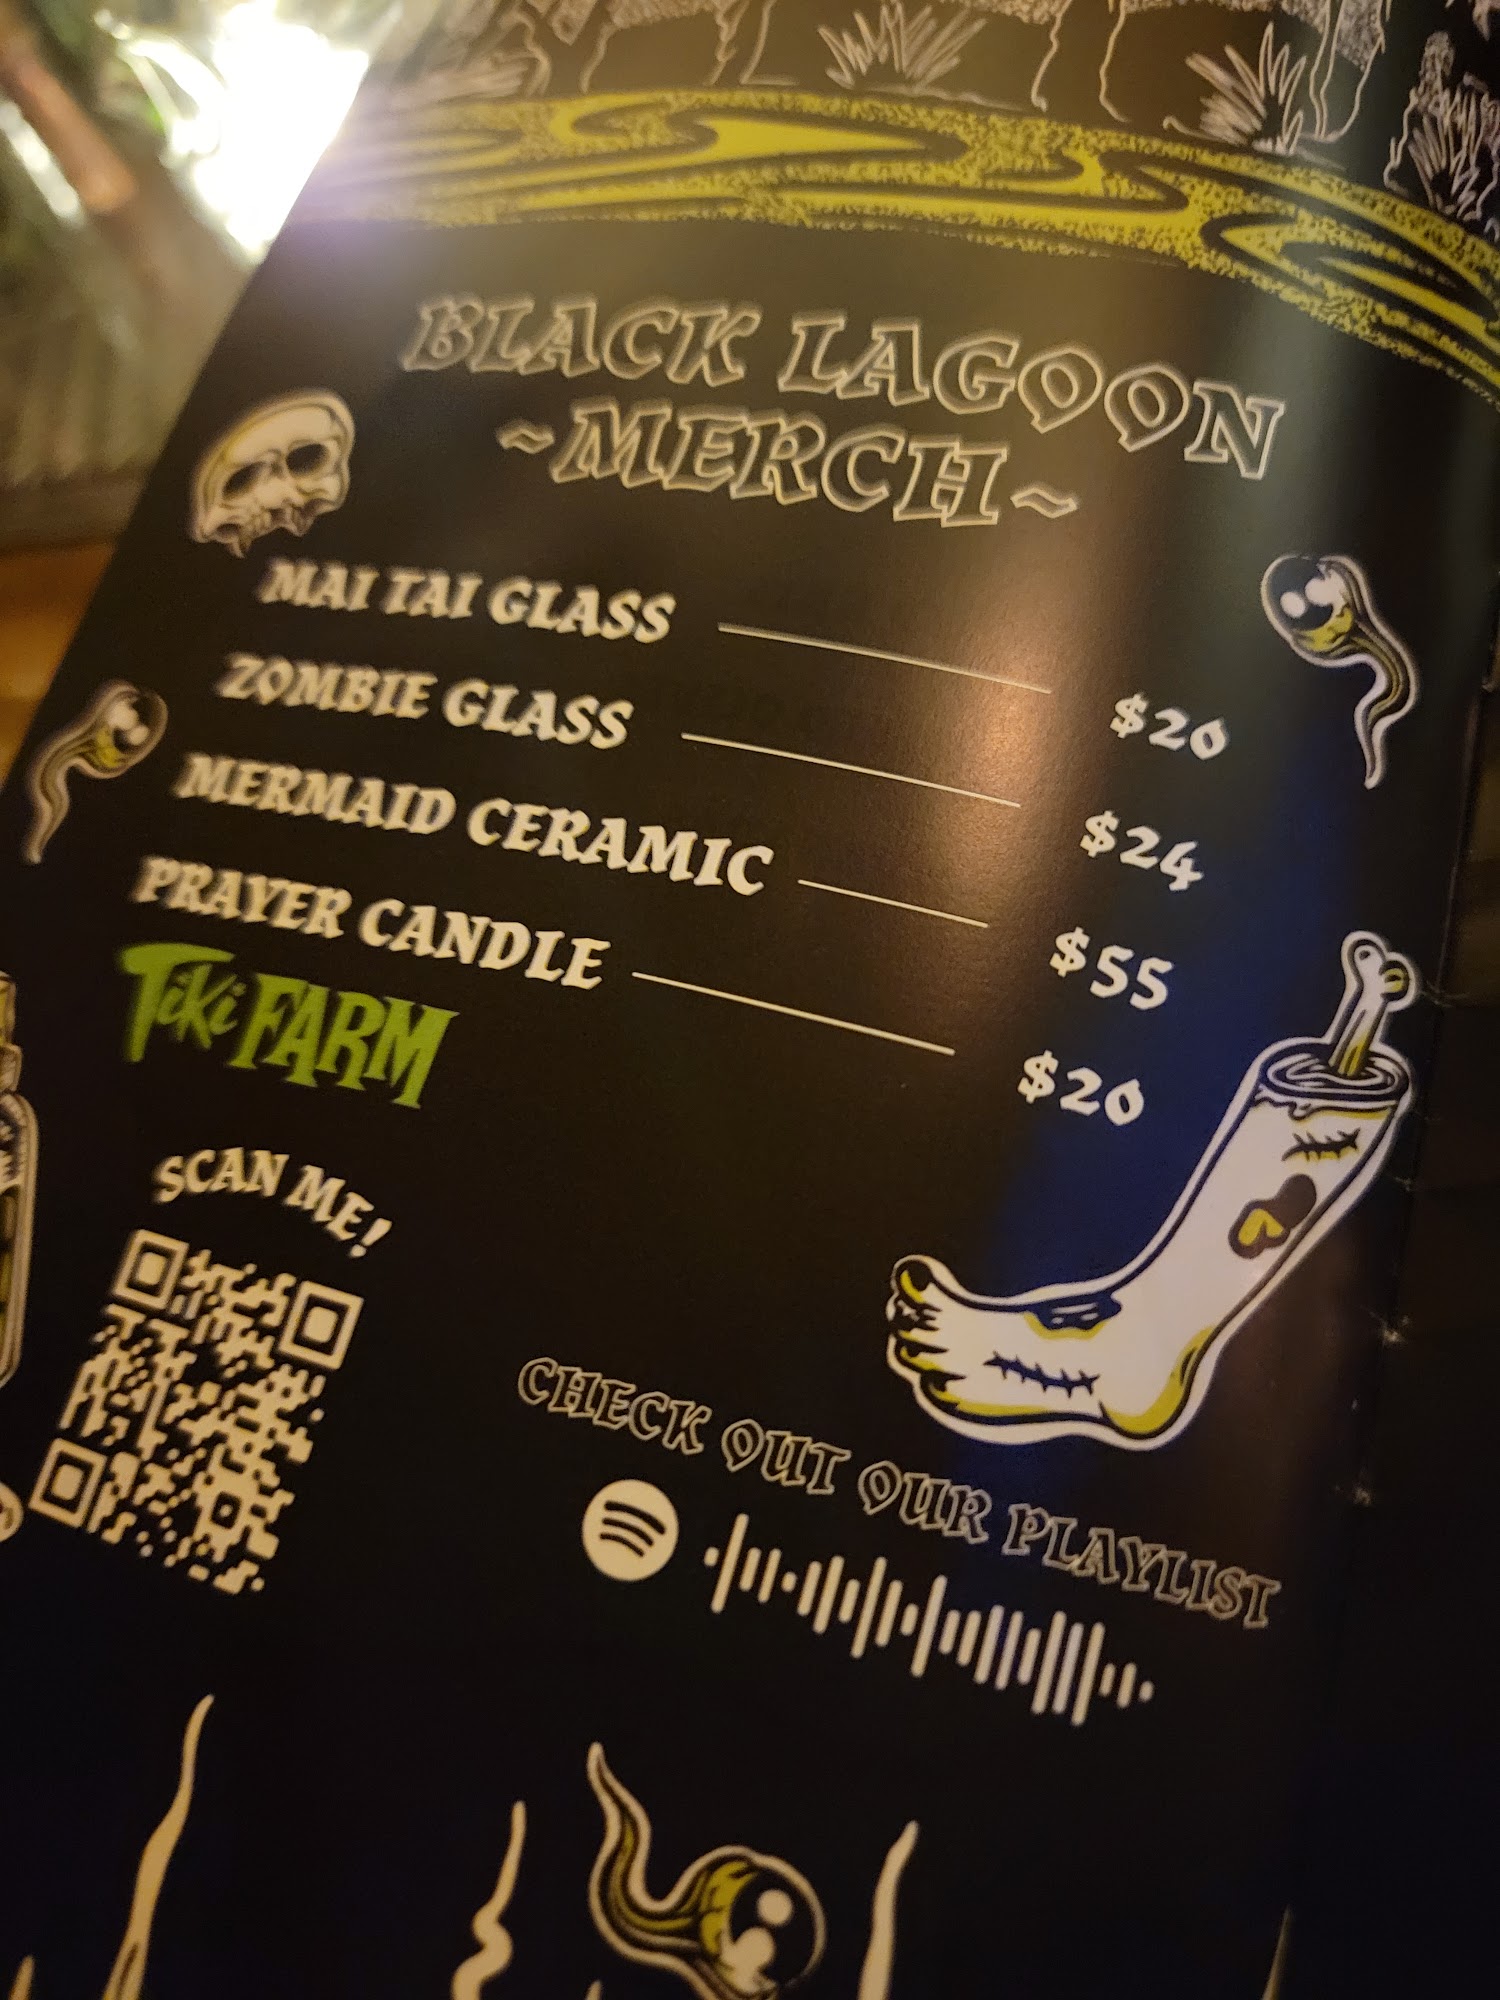 BLACK LAGOON
~MERCH~
MAI TAI GLASS $20
ZOMBIE GLASS $24
MERMAID CERAMIC $55
PRAYER CANDLE $20
TIKI FARM
SCAN ME!
CHECK OUT OUR PLAYLIST